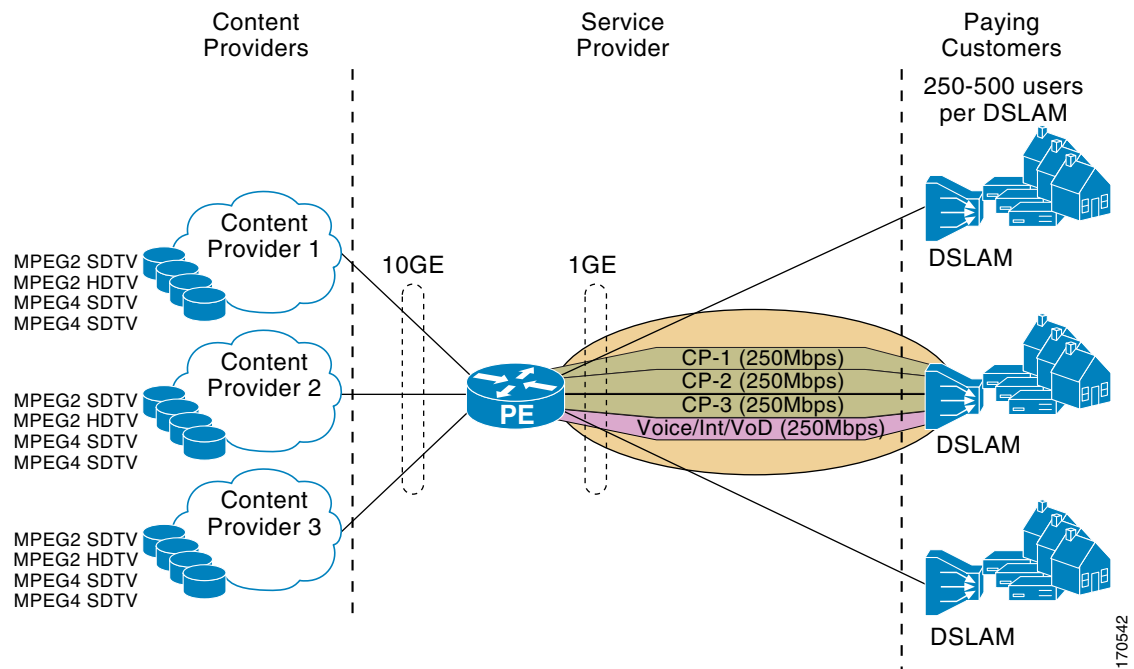 Content
Providers
Service
Provider
Paying
Customers
250-500 users
per DSLAM
Content
Provider 1
MPEG2 SDTV
MPEG2 HDTV
MPEG4 SDTV
MPEG4 SDTV
10GE
1GE
DSLAM
Content
Provider 2
MPEG2 SDTV
MPEG2 HDTV
MPEG4 SDTV
MPEG4 SDTV
PE
CP-1 (250Mbps)
CP-2 (250Mbps)
CP-3 (250Mbps)
Voice/Int/VoD (250Mbps)
DSLAM
Content
Provider 3
MPEG2 SDTV
MPEG2 HDTV
MPEG4 SDTV
MPEG4 SDTV
DSLAM
170542